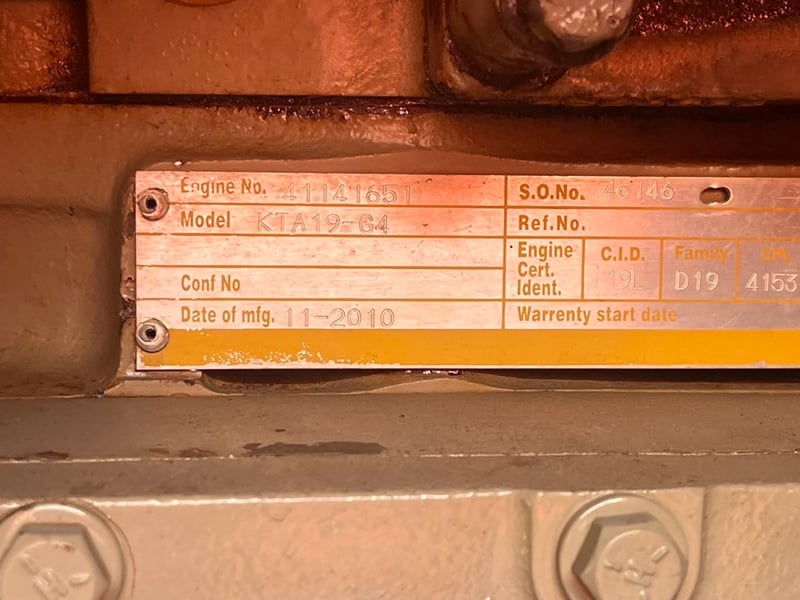 Engine No. 41141651
Model KTA19-G4
Conf No
Date of mfg. 11-2010
S.O.No. 46146
Ref.No.
Engine Cert. Ident.
C.I.D. 19L
Family D19
CPL 4153
Warrenty start date